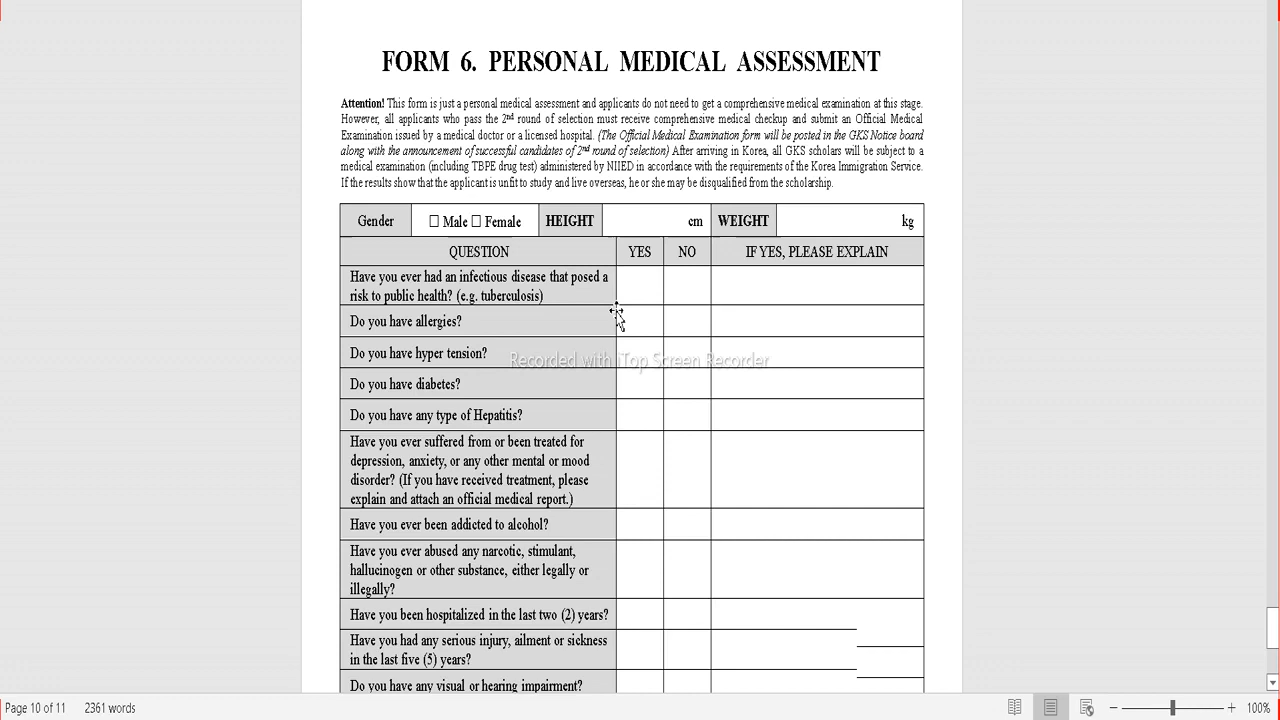 FORM 6. PERSONAL MEDICAL ASSESSMENT
Attention! This form is just a personal medical assessment and applicants do not need to get a comprehensive medical examination at this stage.
However, all applicants who pass the 2nd round of selection must receive comprehensive medical checkup and submit an Official Medical
Examination issued by a medical doctor or a licensed hospital. (The Official Medical Examination form will be posted in the GKS Notice board
along with the announcement of successful candidates of 2nd round of selection) After arriving in Korea, all GKS scholars will be subject to a
medical examination (including TBPE drug test) administered by NIIED in accordance with the requirements of the Korea Immigration Service.
If the results show that the applicant is unfit to study and live overseas, he or she may be disqualified from the scholarship.
Gender ☐ Male ☐ Female HEIGHT cm WEIGHT kg
QUESTION YES NO IF YES, PLEASE EXPLAIN
Have you ever had an infectious disease that posed a
risk to public health? (e.g. tuberculosis)
Do you have allergies?
Do you have hyper tension?
Recorded with iTop Screen Recorder
Do you have diabetes?
Do you have any type of Hepatitis?
Have you ever suffered from or been treated for
depression, anxiety, or any other mental or mood
disorder? (If you have received treatment, please
explain and attach an official medical report.)
Have you ever been addicted to alcohol?
Have you ever abused any narcotic, stimulant,
hallucinogen or other substance, either legally or
illegally?
Have you been hospitalized in the last two (2) years?
Have you had any serious injury, ailment or sickness
in the last five (5) years?
Do you have any visual or hearing impairment?
Page 10 of 11 2361 words 100%